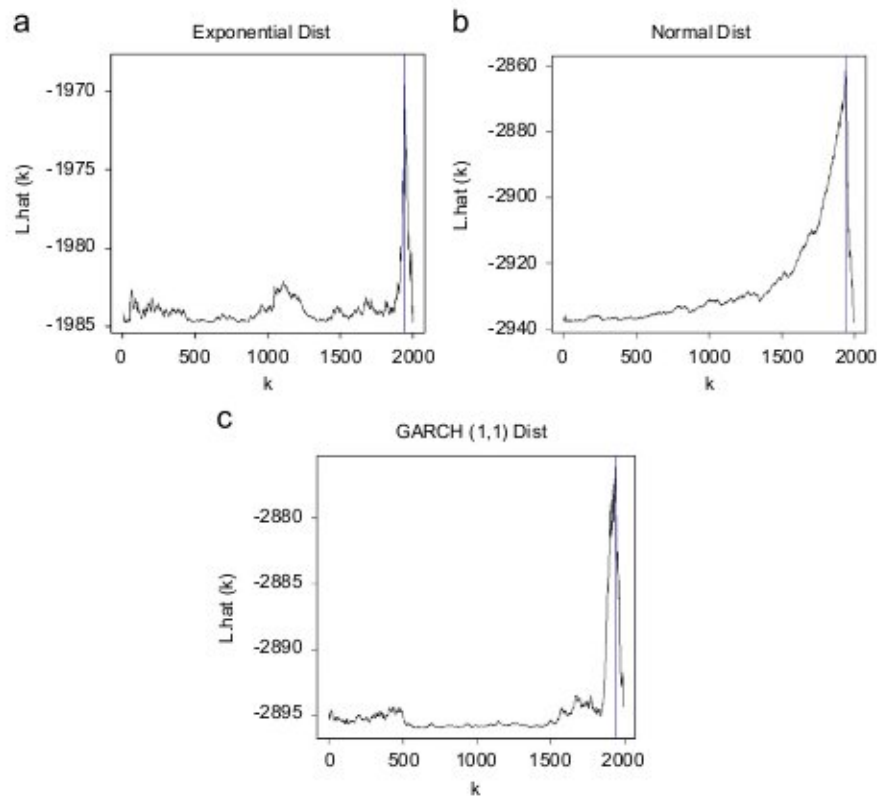 a
Exponential Dist
-1970
-1975
-1980
-1985
L.hat (k)
0 500 1000 1500 2000
k
b
Normal Dist
-2860
-2880
-2900
-2920
-2940
L.hat (k)
0 500 1000 1500 2000
k
c
GARCH (1,1) Dist
-2880
-2885
-2890
-2895
L.hat (k)
0 500 1000 1500 2000
k